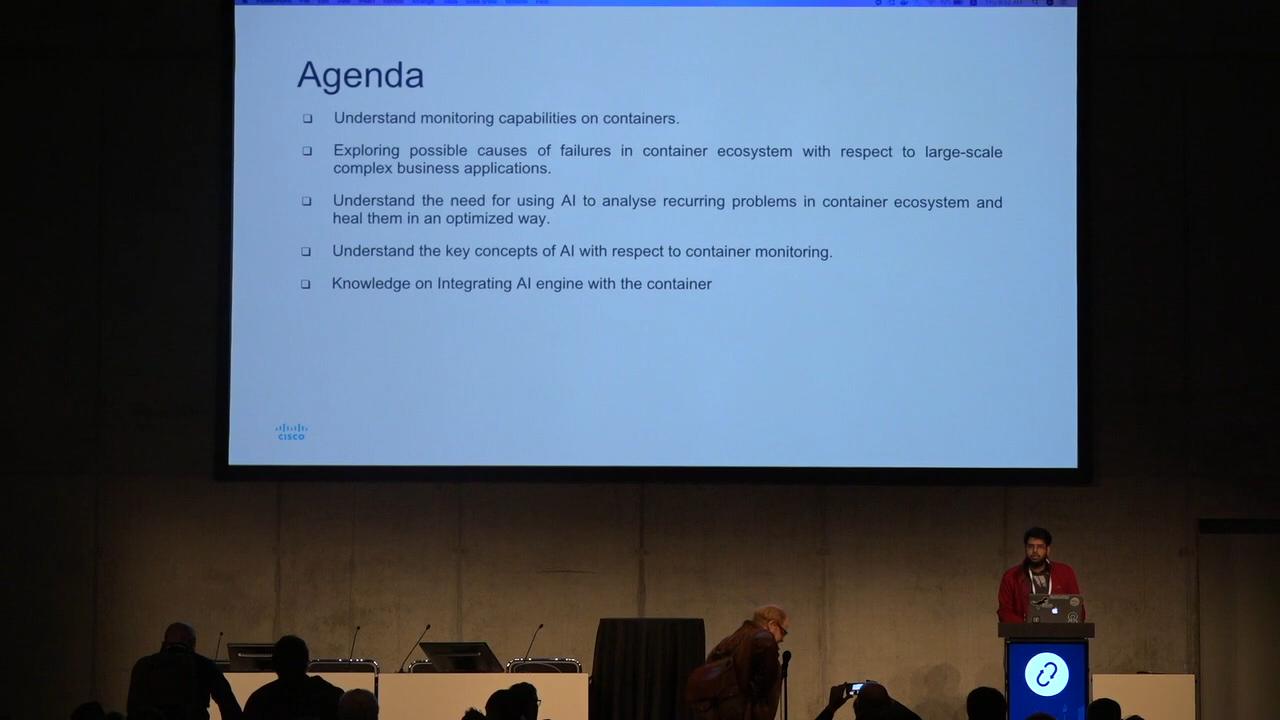 Agenda
Understand monitoring capabilities on containers.
Exploring possible causes of failures in container ecosystem with respect to large-scale
complex business applications.
Understand the need for using AI to analyse recurring problems in container ecosystem and
heal them in an optimized way.
Understand the key concepts of AI with respect to container monitoring.
Knowledge on Integrating AI engine with the container
CISCO